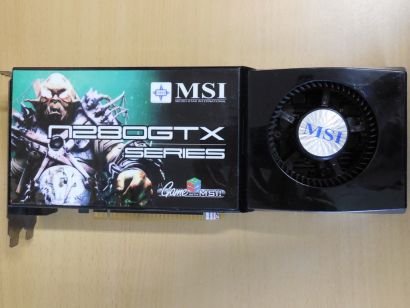 MSI
MICRO-STAR INTERNATIONAL
N280GTX
SERIES
Game MSI
MSI